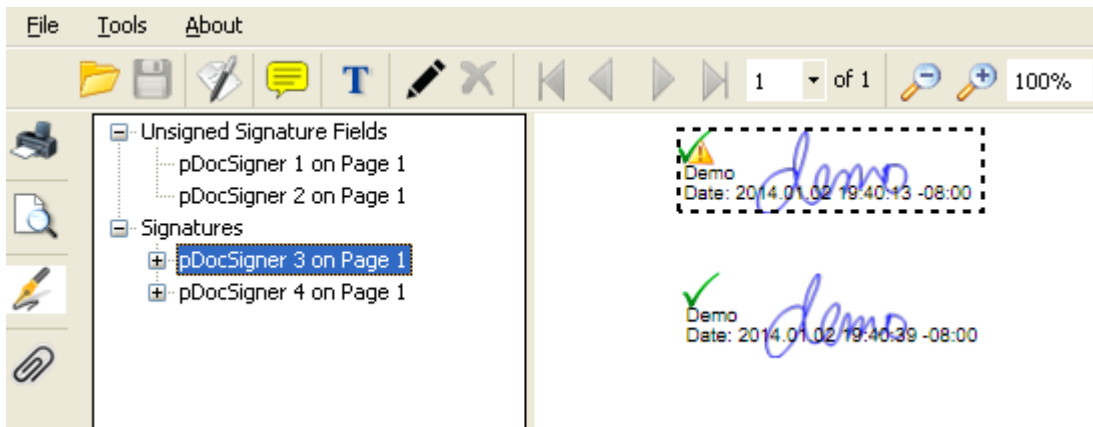 File Tools About
T 1 of 1 100%
Unsigned Signature Fields
pDocSigner 1 on Page 1
pDocSigner 2 on Page 1
Signatures
pDocSigner 3 on Page 1
pDocSigner 4 on Page 1
demo
Demo
Date: 2014.01.02 19:40:13 -08:00
demo
Demo
Date: 2014.01.02 19:40:39 -08:00